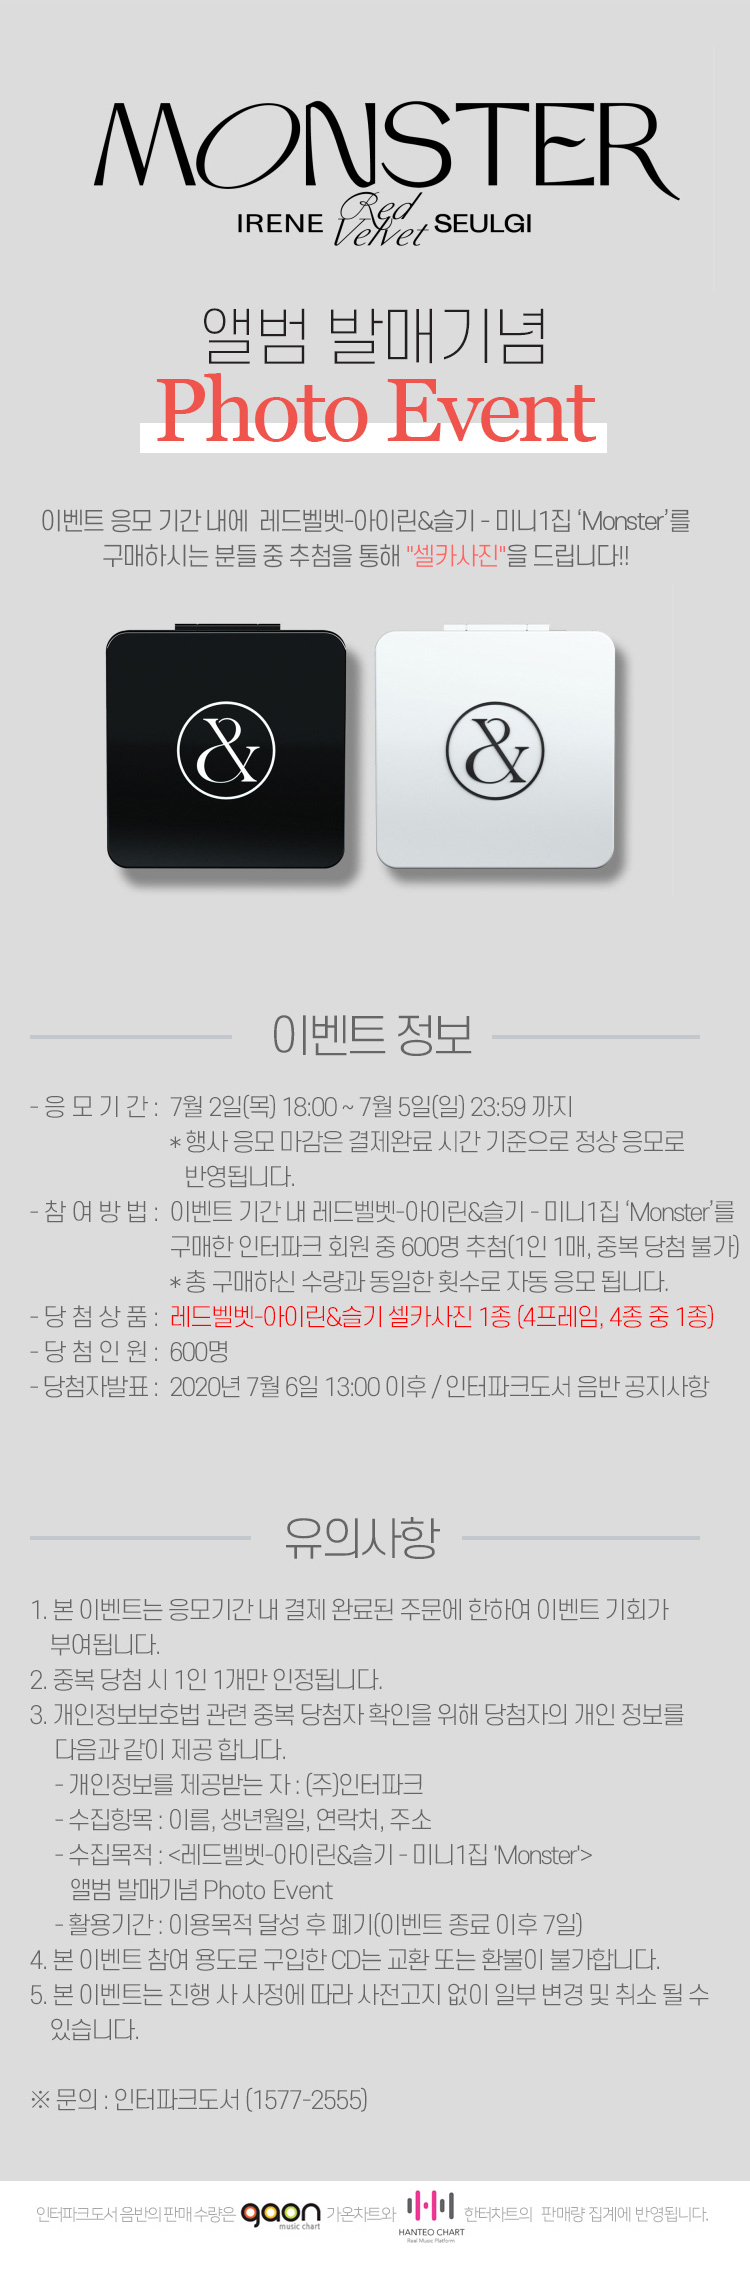 MONSTER
IRENE Red Velvet SEULGI
앨범 발매기념
Photo Event
이벤트 응모 기간 내에 레드벨벳-아이린&슬기 - 미니1집 ‘Monster’를
구매하시는 분들 중 추첨을 통해 "셀카사진"을 드립니다!!
& &
이벤트 정보
- 응 모 기 간 : 7월 2일(목) 18:00 ~ 7월 5일(일) 23:59 까지
* 행사 응모 마감은 결제완료 시간 기준으로 정상 응모로
반영됩니다.
- 참 여 방 법 : 이벤트 기간 내 레드벨벳-아이린&슬기 - 미니1집 ‘Monster’를
구매한 인터파크 회원 중 600명 추첨(1인 1매, 중복 당첨 불가)
* 총 구매하신 수량과 동일한 횟수로 자동 응모 됩니다.
- 당 첨 상 품 : 레드벨벳-아이린&슬기 셀카사진 1종 (4프레임, 4종 중 1종)
- 당 첨 인 원 : 600명
- 당첨자발표 : 2020년 7월 6일 13:00 이후 / 인터파크도서 음반 공지사항
유의사항
1. 본 이벤트는 응모기간 내 결제 완료된 주문에 한하여 이벤트 기회가
부여됩니다.
2. 중복 당첨 시 1인 1개만 인정됩니다.
3. 개인정보보호법 관련 중복 당첨자 확인을 위해 당첨자의 개인 정보를
다음과 같이 제공 합니다.
- 개인정보를 제공받는 자 : (주)인터파크
- 수집항목 : 이름, 생년월일, 연락처, 주소
- 수집목적 : <레드벨벳-아이린&슬기 - 미니1집 'Monster'>
앨범 발매기념 Photo Event
- 활용기간 : 이용목적 달성 후 폐기(이벤트 종료 이후 7일)
4. 본 이벤트 참여 용도로 구입한 CD는 교환 또는 환불이 불가합니다.
5. 본 이벤트는 진행 사 사정에 따라 사전고지 없이 일부 변경 및 취소 될 수
있습니다.
※ 문의 : 인터파크도서 (1577-2555)
인터파크도서 음반의 판매 수량은 gaon music chart 가온차트와 HANTEO CHART Real Music Platform 한터차트의 판매량 집계에 반영됩니다.